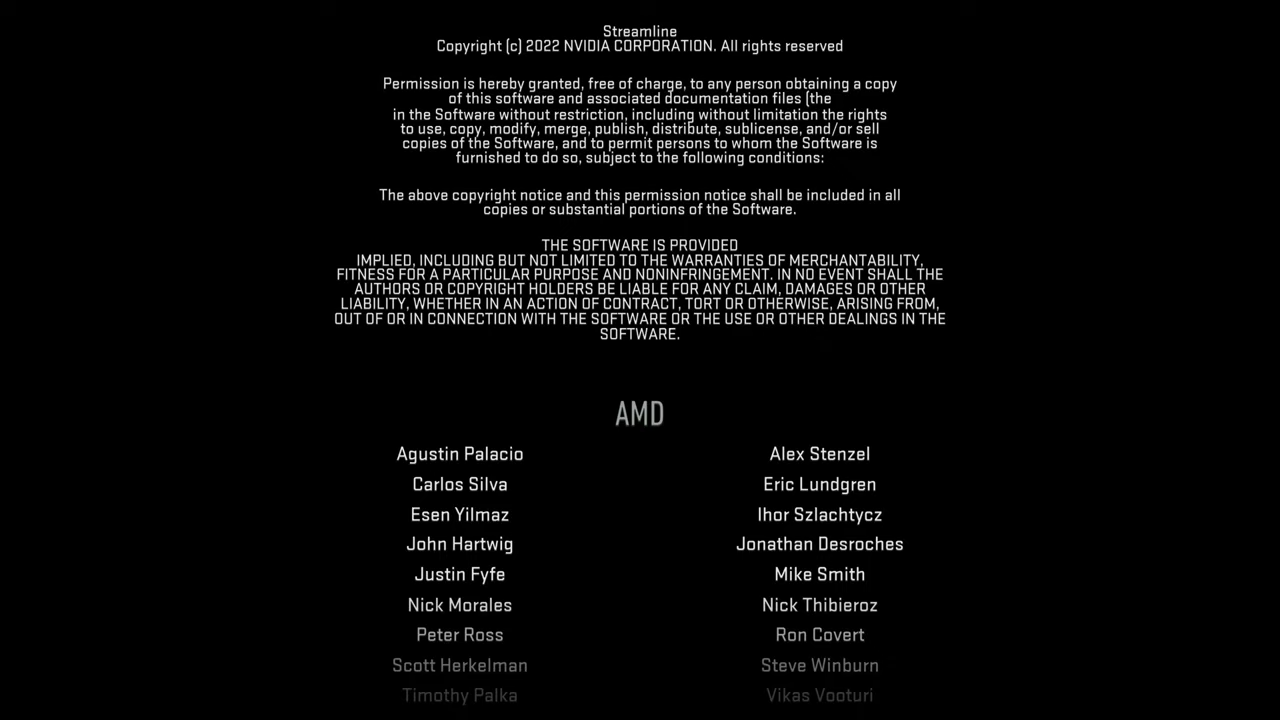 Streamline
Copyright (c) 2022 NVIDIA CORPORATION. All rights reserved
Permission is hereby granted, free of charge, to any person obtaining a copy
of this software and associated documentation files (the
in the Software without restriction, including without limitation the rights
to use, copy, modify, merge, publish, distribute, sublicense, and/or sell
copies of the Software, and to permit persons to whom the Software is
furnished to do so, subject to the following conditions:
The above copyright notice and this permission notice shall be included in all
copies or substantial portions of the Software.
THE SOFTWARE IS PROVIDED
IMPLIED, INCLUDING BUT NOT LIMITED TO THE WARRANTIES OF MERCHANTABILITY,
FITNESS FOR A PARTICULAR PURPOSE AND NONINFRINGEMENT. IN NO EVENT SHALL THE
AUTHORS OR COPYRIGHT HOLDERS BE LIABLE FOR ANY CLAIM, DAMAGES OR OTHER
LIABILITY, WHETHER IN AN ACTION OF CONTRACT, TORT OR OTHERWISE, ARISING FROM,
OUT OF OR IN CONNECTION WITH THE SOFTWARE OR THE USE OR OTHER DEALINGS IN THE
SOFTWARE.
AMD
Agustin Palacio Alex Stenzel
Carlos Silva Eric Lundgren
Esen Yilmaz Ihor Szlachtycz
John Hartwig Jonathan Desroches
Justin Fyfe Mike Smith
Nick Morales Nick Thibieroz
Peter Ross Ron Covert
Scott Herkelman Steve Winburn
Timothy Palka Vikas Vooturi